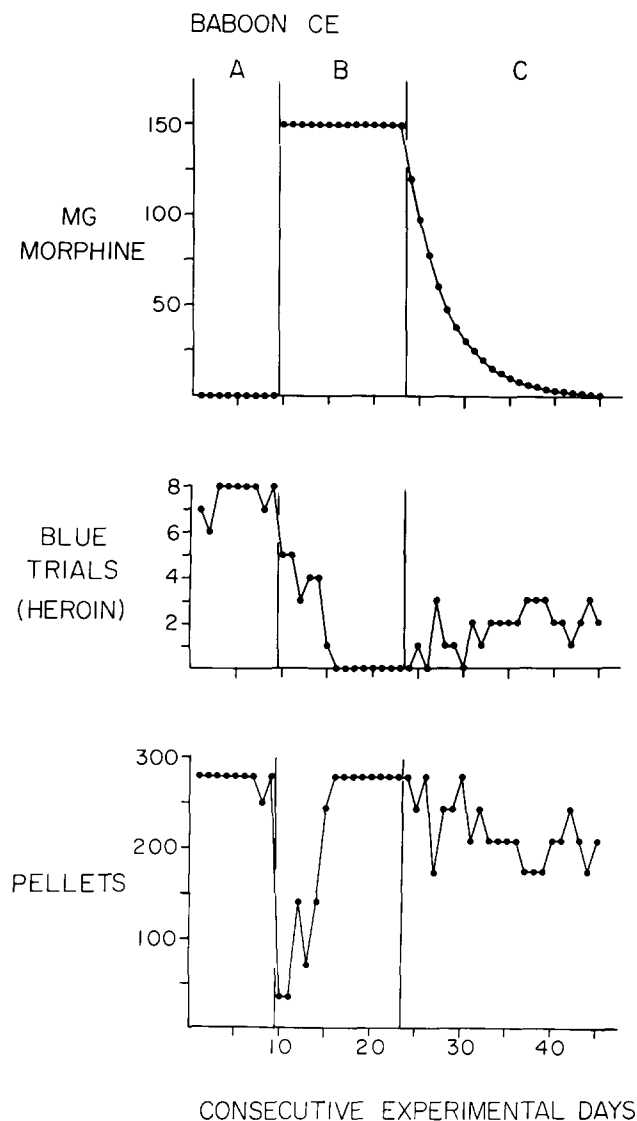 BABOON CE
A B C
150
100
50
MG
MORPHINE
8
6
4
2
BLUE
TRIALS
(HEROIN)
300
200
100
PELLETS
10 20 30 40
CONSECUTIVE EXPERIMENTAL DAYS